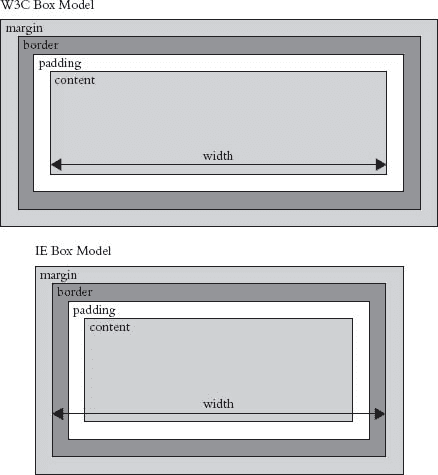 W3C Box Model
margin
border
padding
content
width
IE Box Model
margin
border
padding
content
width